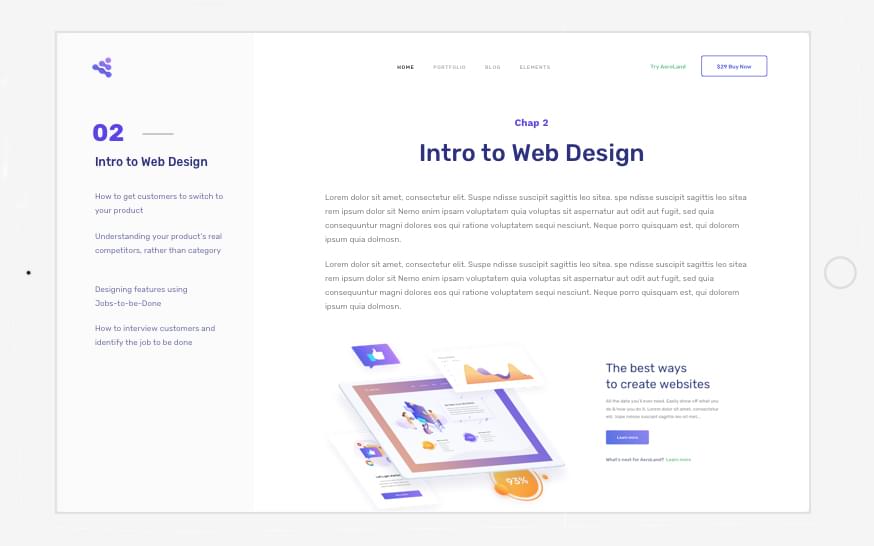 HOME PORTFOLIO BLOG ELEMENTS
Try AeroLand
$29 Buy Now
02
Intro to Web Design
How to get customers to switch to
your product
Understanding your product's real
competitors, rather than category
Designing features using
Jobs-to-be-Done
How to interview customers and
identify the job to be done
Chap 2
Intro to Web Design
Lorem dolor sit amet, consectetur elit. Suspe ndisse suscipit sagittis leo sitea. spe ndisse suscipit sagittis leo sitea
rem ipsum dolor sit Nemo enim ipsam voluptatem quia voluptas sit aspernatur aut odit aut fugit, sed quia
consequuntur magni dolores eos qui ratione voluptatem sequi nesciunt. Neque porro quisquam est, qui dolorem
ipsum quia dolmosn.
Lorem dolor sit amet, consectetur elit. Suspe ndisse suscipit sagittis leo sitea. spe ndisse suscipit sagittis leo sitea
rem ipsum dolor sit Nemo enim ipsam voluptatem quia voluptas sit aspernatur aut odit aut fugit, sed quia
consequuntur magni dolores eos qui ratione voluptatem sequi nesciunt. Neque porro quisquam est, qui dolorem
ipsum quia dolmosn.
93%
The best ways
to create websites
All the data you'll ever need. Easily show off what you
do & how you do it. Lorem dolor sit amet, consectetur
elit. Supe ndisse suscipit sagittis leo sit met..
Learn more
What's next for AeroLand? Learn more